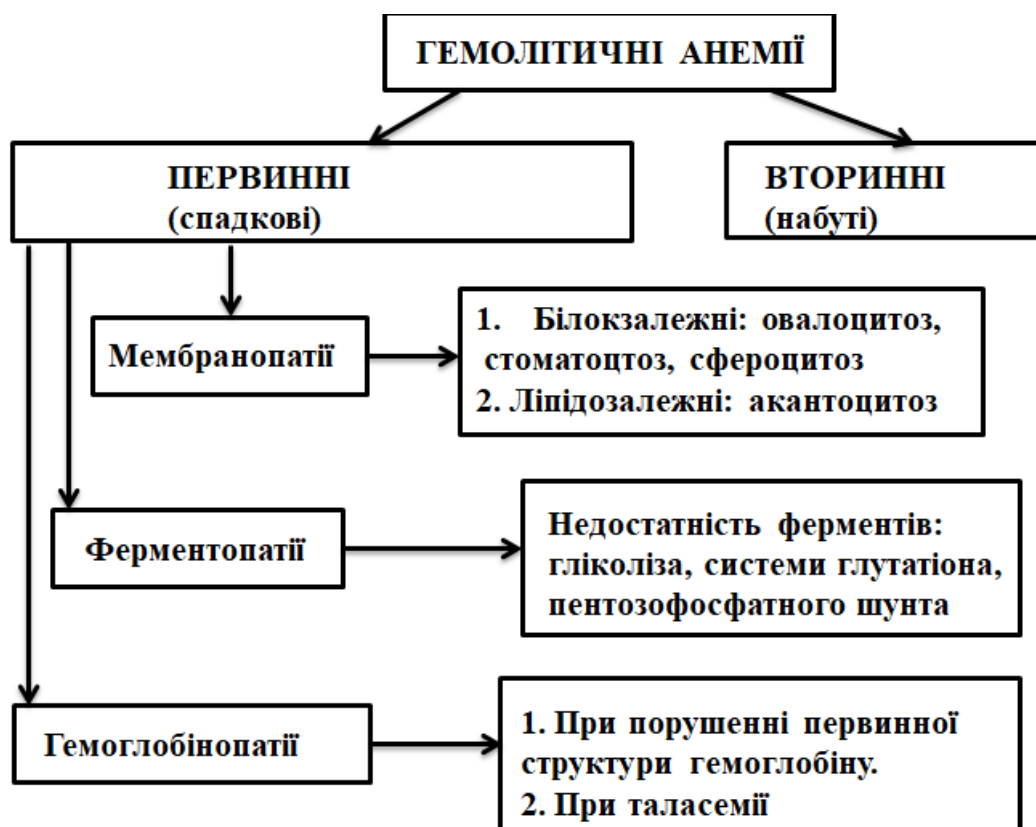 ГЕМОЛІТИЧНІ АНЕМІЇ
ПЕРВИННІ
(спадкові)
ВТОРИННІ
(набуті)
Мембранопатії
1. Білокзалежні: овалоцитоз,
стоматоцтоз, сфероцитоз
2. Ліпідозалежні: акантоцитоз
Ферментопатії
Недостатність ферментів:
гліколіза, системи глутатіона,
пентозофосфатного шунта
Гемоглобінопатії
1. При порушенні первинної
структури гемоглобіну.
2. При таласемії